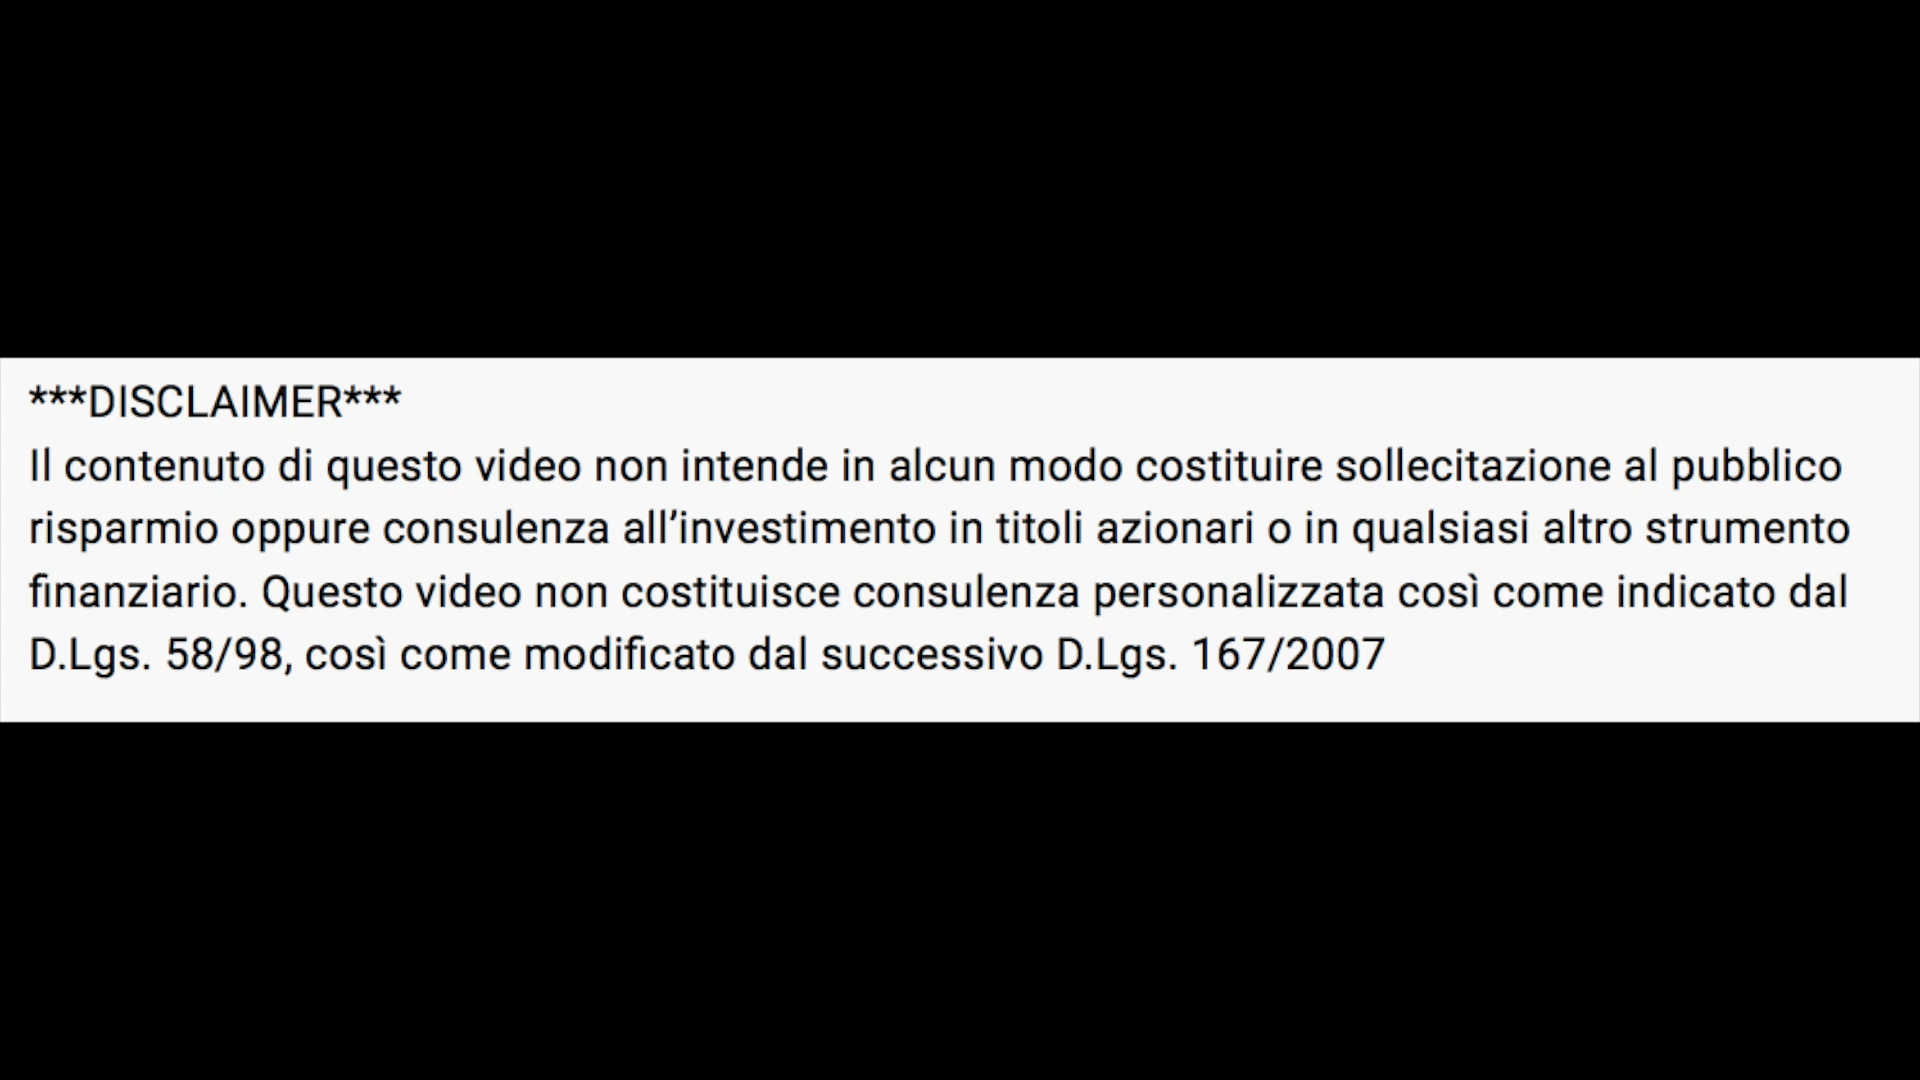 ***DISCLAIMER***
Il contenuto di questo video non intende in alcun modo costituire sollecitazione al pubblico
risparmio oppure consulenza all’investimento in titoli azionari o in qualsiasi altro strumento
finanziario. Questo video non costituisce consulenza personalizzata così come indicato dal
D.Lgs. 58/98, così come modificato dal successivo D.Lgs. 167/2007